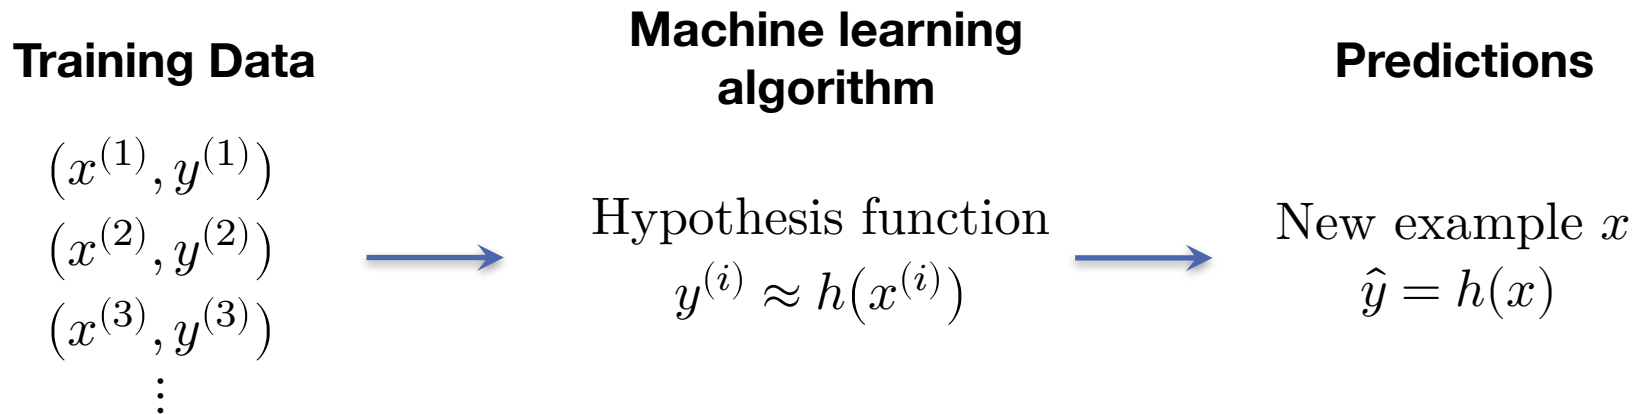 Training Data
(x^(1), y^(1))
(x^(2), y^(2))
(x^(3), y^(3))
⋮
Machine learning
algorithm
Hypothesis function
y^(i) ≈ h(x^(i))
Predictions
New example x
ŷ = h(x)